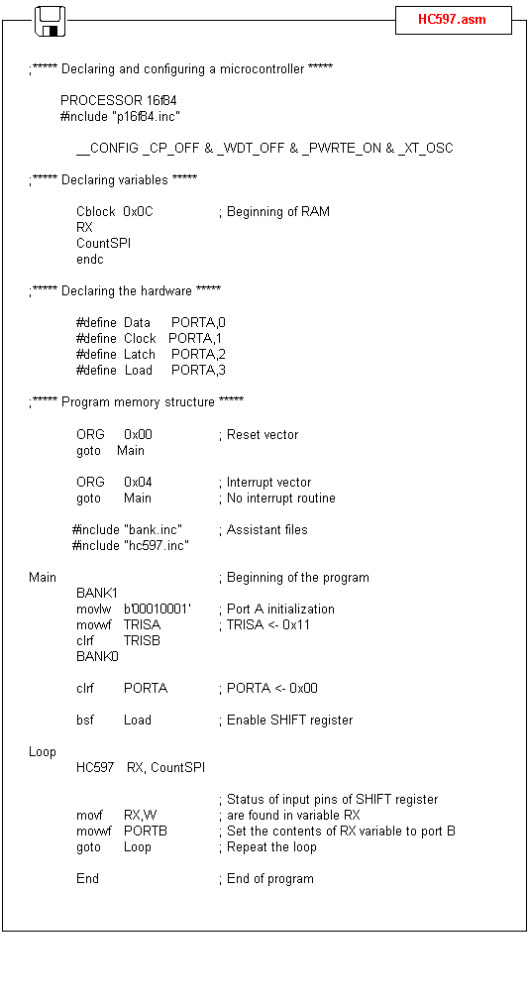 HC597.asm
;***** Declaring and configuring a microcontroller *****
PROCESSOR 16f84
#include "p16f84.inc"
__CONFIG _CP_OFF & _WDT_OFF & _PWRTE_ON & _XT_OSC
;***** Declaring variables *****
Cblock 0x0C ; Beginning of RAM
RX
CountSPI
endc
;***** Declaring the hardware *****
#define Data PORTA,0
#define Clock PORTA,1
#define Latch PORTA,2
#define Load PORTA,3
;***** Program memory structure *****
ORG 0x00 ; Reset vector
goto Main
ORG 0x04 ; Interrupt vector
goto Main ; No interrupt routine
#include "bank.inc" ; Assistant files
#include "hc597.inc"
Main ; Beginning of the program
BANK1
movlw b'00010001' ; Port A initialization
movwf TRISA ; TRISA <- 0x11
clrf TRISB
BANK0
clrf PORTA ; PORTA <- 0x00
bsf Load ; Enable SHIFT register
Loop
HC597 RX, CountSPI
; Status of input pins of SHIFT register
movf RX,W ; are found in variable RX
movwf PORTB ; Set the contents of RX variable to port B
goto Loop ; Repeat the loop
End ; End of program